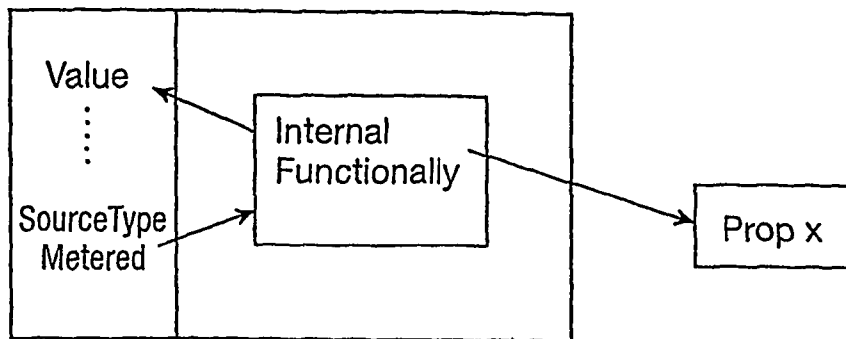 Value
Internal
Functionally
SourceType
Metered
Prop x